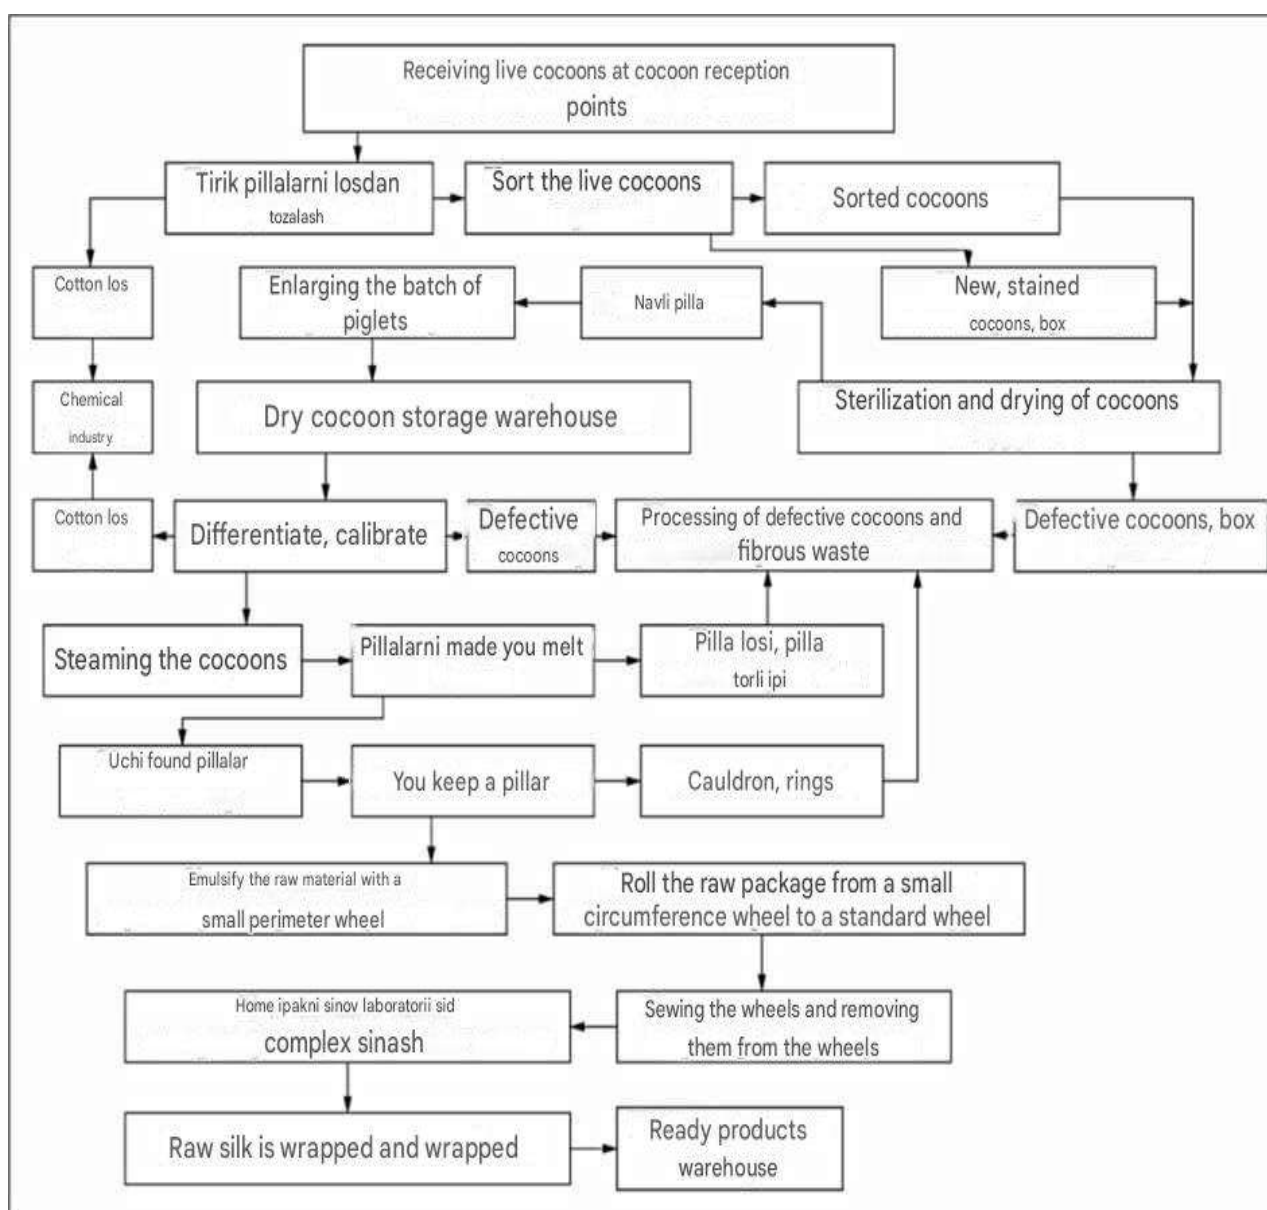 Receiving live cocoons at cocoon reception
points
Tirik pillalarni losdan
tozalash
Sort the live cocoons
Sorted cocoons
Cotton los
Enlarging the batch of
piglets
Navli pilla
New, stained
cocoons, box
Chemical
industry
Dry cocoon storage warehouse
Sterilization and drying of cocoons
Cotton los
Differentiate, calibrate
Defective
cocoons
Processing of defective cocoons and
fibrous waste
Defective cocoons, box
Steaming the cocoons
Pillalarni made you melt
Pilla losi, pilla
torli ipi
Uchi found pillalar
You keep a pillar
Cauldron, rings
Emulsify the raw material with a
small perimeter wheel
Roll the raw package from a small
circumference wheel to a standard wheel
Home ipakni sinov laboratorii sid
complex sinash
Sewing the wheels and removing
them from the wheels
Raw silk is wrapped and wrapped
Ready products
warehouse